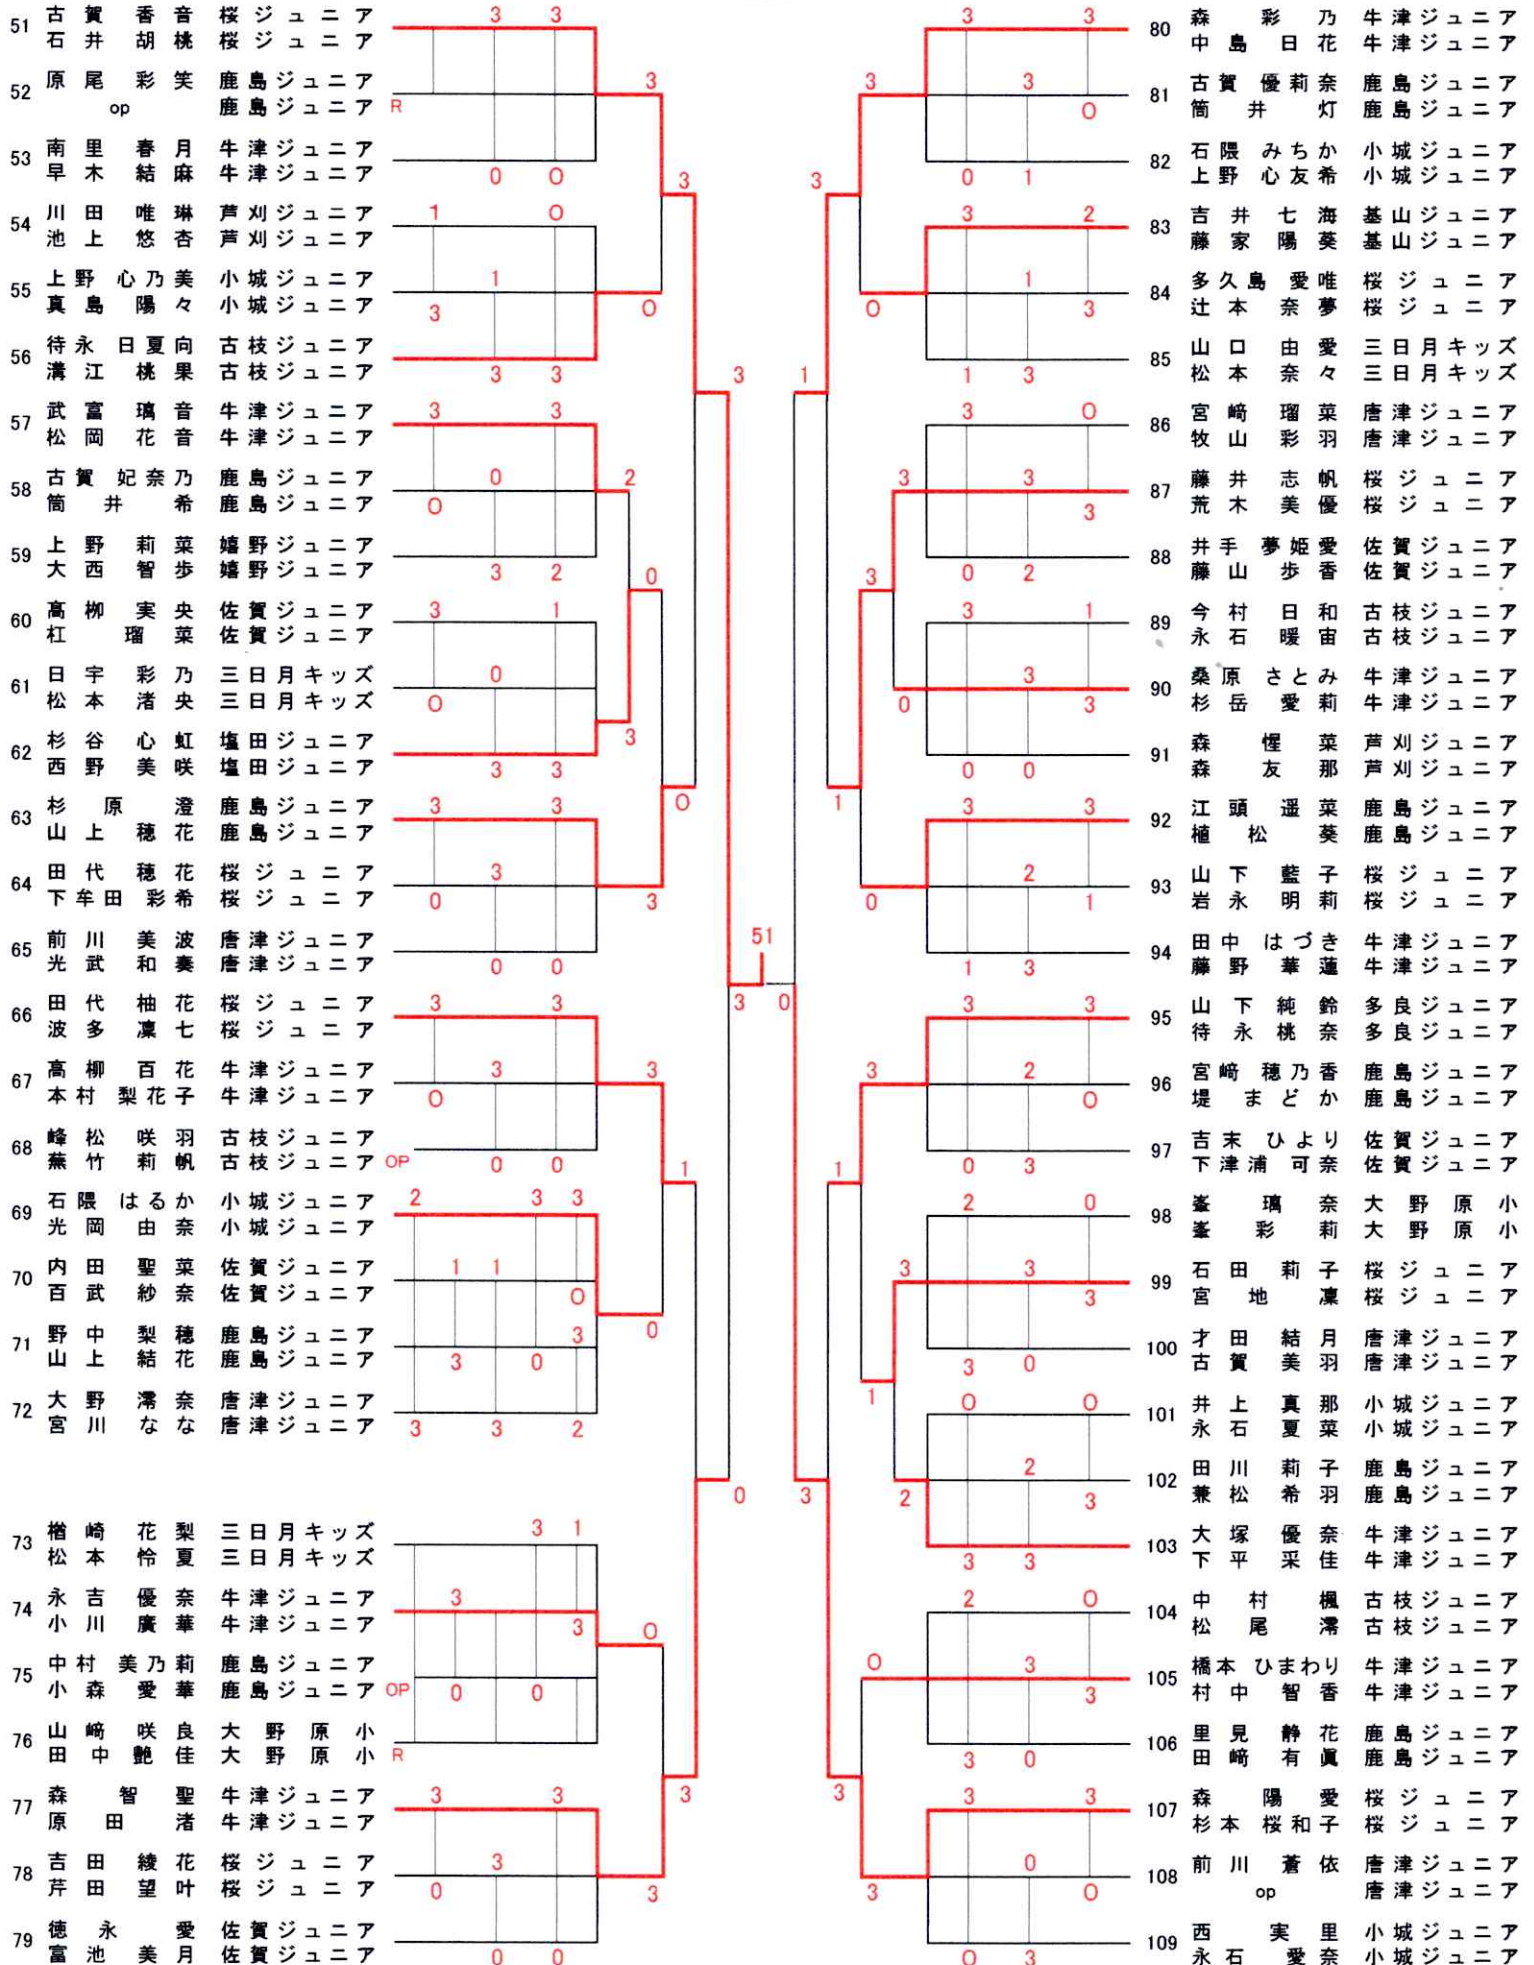 51 古賀 香音 桜ジュニア
石井 胡桃 桜ジュニア
52 原尾 彩笑 鹿島ジュニア
op 鹿島ジュニア R
53 南里 春月 牛津ジュニア
早木 結麻 牛津ジュニア
54 川田 唯琳 芦刈ジュニア
池上 悠杏 芦刈ジュニア
55 上野 心乃美 小城ジュニア
真島 陽々 小城ジュニア
56 待永 日夏向 古枝ジュニア
溝江 桃果 古枝ジュニア
57 武富 璃音 牛津ジュニア
松岡 花音 牛津ジュニア
58 古賀 妃奈乃 鹿島ジュニア
筒井 希 鹿島ジュニア
59 上野 莉菜 嬉野ジュニア
大西 智歩 嬉野ジュニア
60 高柳 実央 佐賀ジュニア
杠 瑠菜 佐賀ジュニア
61 日宇 彩乃 三日月キッズ
松本 渚央 三日月キッズ
62 杉谷 心虹 塩田ジュニア
西野 美咲 塩田ジュニア
63 杉原 澄 鹿島ジュニア
山上 穂花 鹿島ジュニア
64 田代 穂花 桜ジュニア
下牟田 彩希 桜ジュニア
65 前川 美波 唐津ジュニア
光武 和奏 唐津ジュニア
66 田代 柚花 桜ジュニア
波多 凜七 桜ジュニア
67 高柳 百花 牛津ジュニア
本村 梨花子 牛津ジュニア
68 峰松 咲羽 古枝ジュニア
蕪竹 莉帆 古枝ジュニア OP
69 石隈 はるか 小城ジュニア
光岡 由奈 小城ジュニア
70 内田 聖菜 佐賀ジュニア
百武 紗奈 佐賀ジュニア
71 野中 梨穂 鹿島ジュニア
山上 結花 鹿島ジュニア
72 大野 澪奈 唐津ジュニア
宮川 なな 唐津ジュニア
73 楢崎 花梨 三日月キッズ
松本 怜夏 三日月キッズ
74 永吉 優奈 牛津ジュニア
小川 廣華 牛津ジュニア
75 中村 美乃莉 鹿島ジュニア
小森 愛華 鹿島ジュニア OP
76 山﨑 咲良 大野原小
田中 艶佳 大野原小 R
77 森 智聖 牛津ジュニア
原田 渚 牛津ジュニア
78 吉田 綾花 桜ジュニア
芹田 望叶 桜ジュニア
79 徳永 愛 佐賀ジュニア
富池 美月 佐賀ジュニア
51
3 0
80 森 彩乃 牛津ジュニア
中島 日花 牛津ジュニア
81 古賀 優莉奈 鹿島ジュニア
筒井 灯 鹿島ジュニア
82 石隈 みちか 小城ジュニア
上野 心友希 小城ジュニア
83 吉井 七海 基山ジュニア
藤家 陽葵 基山ジュニア
84 多久島 愛唯 桜ジュニア
辻本 奈夢 桜ジュニア
85 山口 由愛 三日月キッズ
松本 奈々 三日月キッズ
86 宮﨑 瑠菜 唐津ジュニア
牧山 彩羽 唐津ジュニア
87 藤井 志帆 桜ジュニア
荒木 美優 桜ジュニア
88 井手 夢姫愛 佐賀ジュニア
藤山 歩香 佐賀ジュニア
89 今村 日和 古枝ジュニア
永石 暖宙 古枝ジュニア
90 桑原 さとみ 牛津ジュニア
杉岳 愛莉 牛津ジュニア
91 森 惺菜 芦刈ジュニア
森 友那 芦刈ジュニア
92 江頭 遥菜 鹿島ジュニア
植松 葵 鹿島ジュニア
93 山下 藍子 桜ジュニア
岩永 明莉 桜ジュニア
94 田中 はづき 牛津ジュニア
藤野 華蓮 牛津ジュニア
95 山下 純鈴 多良ジュニア
待永 桃奈 多良ジュニア
96 宮﨑 穂乃香 鹿島ジュニア
堤 まどか 鹿島ジュニア
97 吉末 ひより 佐賀ジュニア
下津浦 可奈 佐賀ジュニア
98 峯 璃奈 大野原小
峯 彩莉 大野原小
99 石田 莉子 桜ジュニア
宮地 凜 桜ジュニア
100 才田 結月 唐津ジュニア
古賀 美羽 唐津ジュニア
101 井上 真那 小城ジュニア
永石 夏菜 小城ジュニア
102 田川 莉子 鹿島ジュニア
兼松 希羽 鹿島ジュニア
103 大塚 優奈 牛津ジュニア
下平 采佳 牛津ジュニア
104 中村 楓 古枝ジュニア
松尾 澪 古枝ジュニア
105 橋本 ひまわり 牛津ジュニア
村中 智香 牛津ジュニア
106 里見 静花 鹿島ジュニア
田﨑 有眞 鹿島ジュニア
107 森 陽愛 桜ジュニア
杉本 桜和子 桜ジュニア
108 前川 蒼依 唐津ジュニア
op 唐津ジュニア
109 西 実里 小城ジュニア
永石 愛奈 小城ジュニア